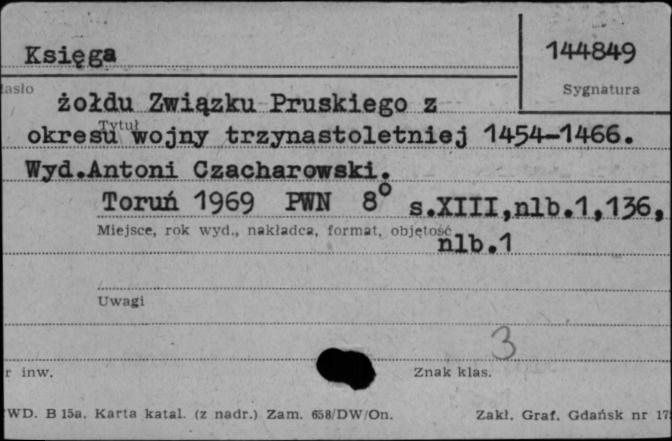 Księga
144849
Hasło
Sygnatura
żołdu Związku Pruskiego z
Tytuł
okresu wojny trzynastoletniej 1454-1466.
Wyd.Antoni Czacharowski.
Toruń 1969 PWN 8° s.XIII,nlb.1,136,
Miejsce, rok wyd., nakładca, format, objętość
nlb.1
Uwagi
3
r inw.
Znak klas.
WD. B 15a. Karta katal. (z nadr.) Zam. 658/DW/On.
Zakł. Graf. Gdańsk nr 17